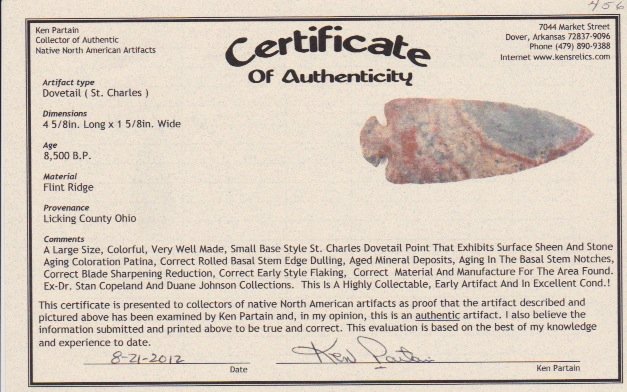 456
Ken Partain
Collector of Authentic
Native North American Artifacts
Certificate
Of Authenticity
7044 Market Street
Dover, Arkansas 72837-9096
Phone (479) 890-9388
Internet www.kensrelics.com
Artifact type
Dovetail ( St. Charles )
Dimensions
4 5/8in. Long x 1 5/8in. Wide
Age
8,500 B.P.
Material
Flint Ridge
Provenance
Licking County Ohio
Comments
A Large Size, Colorful, Very Well Made, Small Base Style St. Charles Dovetail Point That Exhibits Surface Sheen And Stone
Aging Coloration Patina, Correct Rolled Basal Stem Edge Dulling, Aged Mineral Deposits, Aging In The Basal Stem Notches,
Correct Blade Sharpening Reduction, Correct Early Style Flaking, Correct Material And Manufacture For The Area Found.
Ex-Dr. Stan Copeland And Duane Johnson Collections. This Is A Highly Collectable, Early Artifact And In Excellent Cond.!
This certificate is presented to collectors of native North American artifacts as proof that the artifact described and
pictured above has been examined by Ken Partain and, in my opinion, this is an authentic artifact. I also believe the
information submitted and printed above to be true and correct. This evaluation is based on the best of my knowledge
and experience to date.
8-21-2012
Ken Partain
Date
Ken Partain